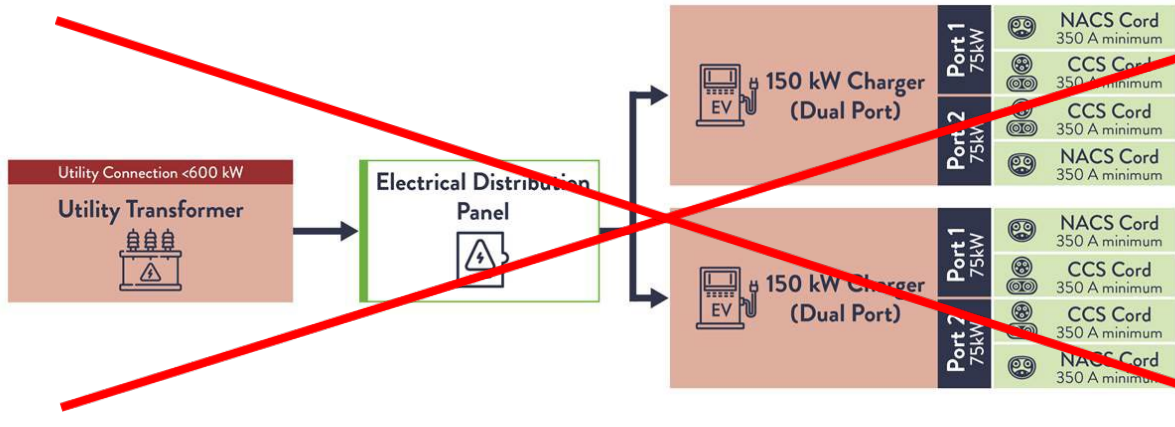 Utility Connection <600 kW
Utility Transformer
Electrical Distribution
Panel
EV
150 kW Charger
(Dual Port)
Port 1
75kW
NACS Cord
350 A minimum
CCS Cord
350 A minimum
Port 2
75kW
CCS Cord
350 A minimum
NACS Cord
350 A minimum
EV
150 kW Charger
(Dual Port)
Port 1
75kW
NACS Cord
350 A minimum
CCS Cord
350 A minimum
Port 2
75kW
CCS Cord
350 A minimum
NACS Cord
350 A minimum